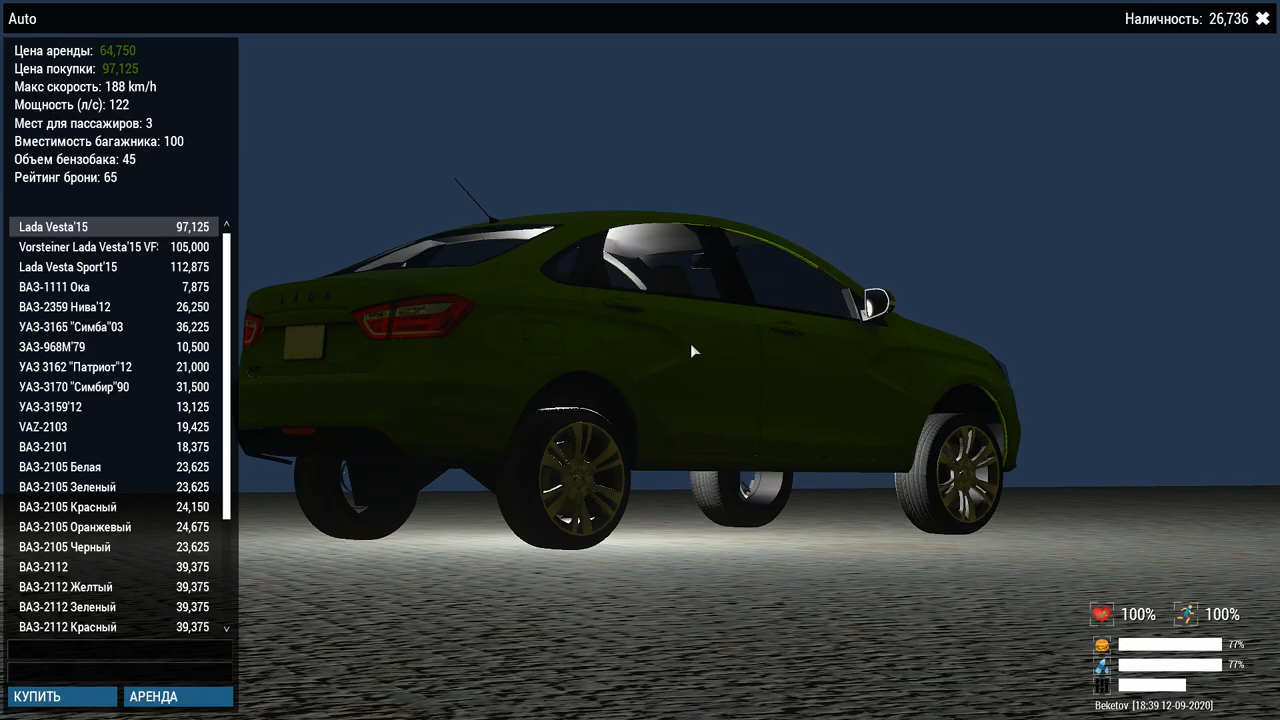 Auto
Наличность: 26,736
Цена аренды: 64,750
Цена покупки: 97,125
Макс скорость: 188 km/h
Мощность (л/с): 122
Мест для пассажиров: 3
Вместимость багажника: 100
Объем бензобака: 45
Рейтинг брони: 65
Lada Vesta'15 97,125
Vorsteiner Lada Vesta'15 VF: 105,000
Lada Vesta Sport'15 112,875
ВАЗ-1111 Ока 7,875
ВАЗ-2359 Нива'12 26,250
УАЗ-3165 "Симба"03 36,225
ЗАЗ-968М'79 10,500
УАЗ 3162 "Патриот"12 21,000
УАЗ-3170 "Симбир"90 31,500
УАЗ-3159'12 13,125
VAZ-2103 19,425
ВАЗ-2101 18,375
ВАЗ-2105 Белая 23,625
ВАЗ-2105 Зеленый 23,625
ВАЗ-2105 Красный 24,150
ВАЗ-2105 Оранжевый 24,675
ВАЗ-2105 Черный 23,625
ВАЗ-2112 39,375
ВАЗ-2112 Желтый 39,375
ВАЗ-2112 Зеленый 39,375
ВАЗ-2112 Красный 39,375
КУПИТЬ
АРЕНДА
LADA
100% 100%
77%
77%
Beketov [18:39 12-09-2020]